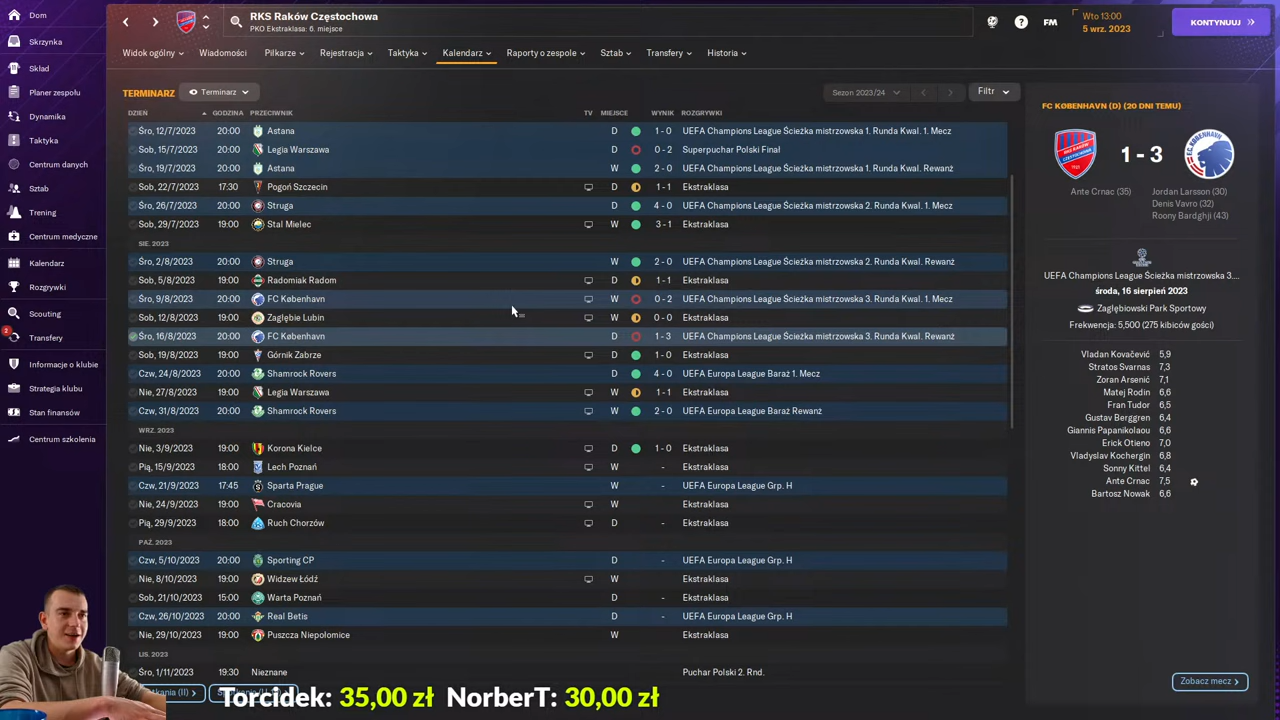 RKS Raków Częstochowa
PKO Ekstraklasa: 6. miejsce
FM
Wto 13:00
5 wrz. 2023
KONTYNUUJ
Widok ogólny Wiadomości Piłkarze Rejestracja Taktyka Kalendarz Raporty o zespole Sztab Transfery Historia
Dom
Skrzynka
Skład
Planer zespołu
Dynamika
Taktyka
Centrum danych
Sztab
Trening
Centrum medyczne
Kalendarz
Rozgrywki
Scouting
2
Transfery
Informacje o klubie
Strategia klubu
Stan finansów
Centrum szkolenia
TERMINARZ Terminarz Sezon 2023/24 Filtr
DZIEŃ GODZINA PRZECIWNIK TV MIEJSCE WYNIK ROZGRYWKI
Śro, 12/7/2023 20:00 Astana D 1 - 0 UEFA Champions League Ścieżka mistrzowska 1. Runda Kwal. 1. Mecz
Sob, 15/7/2023 20:00 Legia Warszawa D 0 - 2 Superpuchar Polski Finał
Śro, 19/7/2023 20:00 Astana W 2 - 0 UEFA Champions League Ścieżka mistrzowska 1. Runda Kwal. Rewanż
Sob, 22/7/2023 17:30 Pogoń Szczecin D 1 - 1 Ekstraklasa
Śro, 26/7/2023 20:00 Struga D 4 - 0 UEFA Champions League Ścieżka mistrzowska 2. Runda Kwal. 1. Mecz
Sob, 29/7/2023 19:00 Stal Mielec W 3 - 1 Ekstraklasa
SIE. 2023
Śro, 2/8/2023 20:00 Struga W 2 - 0 UEFA Champions League Ścieżka mistrzowska 2. Runda Kwal. Rewanż
Sob, 5/8/2023 19:00 Radomiak Radom D 1 - 1 Ekstraklasa
Śro, 9/8/2023 20:00 FC København W 0 - 2 UEFA Champions League Ścieżka mistrzowska 3. Runda Kwal. 1. Mecz
Sob, 12/8/2023 19:00 Zagłębie Lubin W 0 - 0 Ekstraklasa
Śro, 16/8/2023 20:00 FC København D 1 - 3 UEFA Champions League Ścieżka mistrzowska 3. Runda Kwal. Rewanż
Sob, 19/8/2023 19:00 Górnik Zabrze D 1 - 0 Ekstraklasa
Czw, 24/8/2023 20:00 Shamrock Rovers D 4 - 0 UEFA Europa League Baraż 1. Mecz
Nie, 27/8/2023 19:00 Legia Warszawa W 1 - 1 Ekstraklasa
Czw, 31/8/2023 20:00 Shamrock Rovers W 2 - 0 UEFA Europa League Baraż Rewanż
WRZ. 2023
Nie, 3/9/2023 19:00 Korona Kielce D 1 - 0 Ekstraklasa
Pią, 15/9/2023 18:00 Lech Poznań W - Ekstraklasa
Czw, 21/9/2023 17:45 Sparta Prague W - UEFA Europa League Grp. H
Nie, 24/9/2023 19:00 Cracovia W - Ekstraklasa
Pią, 29/9/2023 18:00 Ruch Chorzów D - Ekstraklasa
PAŹ. 2023
Czw, 5/10/2023 20:00 Sporting CP D - UEFA Europa League Grp. H
Nie, 8/10/2023 19:00 Widzew Łódź W - Ekstraklasa
Sob, 21/10/2023 15:00 Warta Poznań D - Ekstraklasa
Czw, 26/10/2023 20:00 Real Betis D - UEFA Europa League Grp. H
Nie, 29/10/2023 19:00 Puszcza Niepołomice W Ekstraklasa
LIS. 2023
Śro, 1/11/2023 19:30 Nieznane Puchar Polski 2. Rnd.
(II)
Torcidek: 35,00 zł NorberT: 30,00 zł
FC KØBENHAVN (D) (20 DNI TEMU)
1 - 3
Ante Crnac (35)
Jordan Larsson (30)
Denis Vavro (32)
Roony Bardghji (43)
UEFA Champions League Ścieżka mistrzowska 3....
środa, 16 sierpień 2023
Zagłębiowski Park Sportowy
Frekwencja: 5,500 (275 kibiców gości)
Vladan Kovačević 5,9
Stratos Svarnas 7,3
Zoran Arsenić 7,1
Matej Rodin 6,6
Fran Tudor 6,5
Gustav Berggren 6,4
Giannis Papanikolaou 6,6
Erick Otieno 7,0
Vladyslav Kochergin 6,8
Sonny Kittel 6,4
Ante Crnac 7,5
Bartosz Nowak 6,6
Zobacz mecz